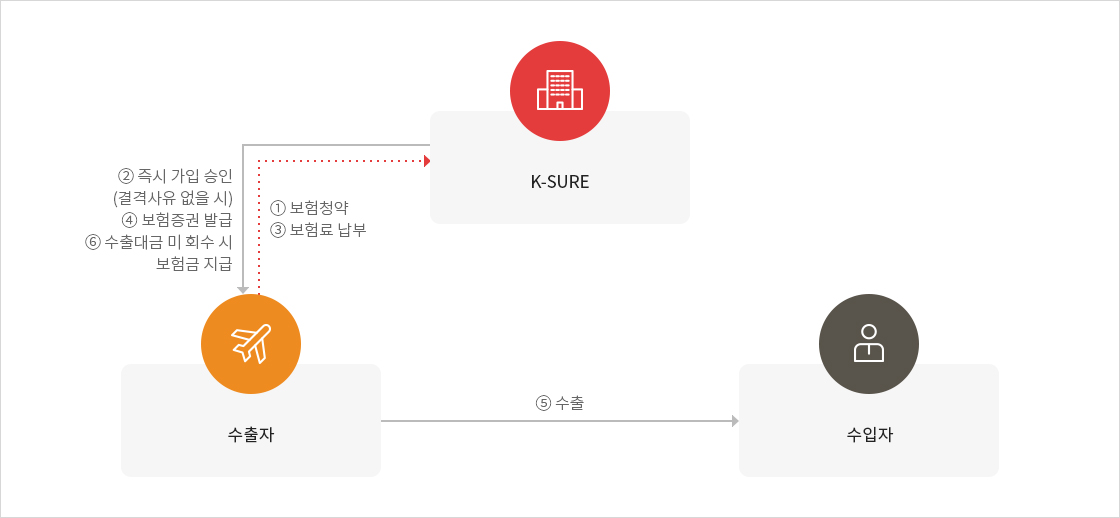 K-SURE
② 즉시 가입 승인
(결격사유 없을 시)
④ 보험증권 발급
⑥ 수출대금 미 회수 시
보험금 지급
① 보험청약
③ 보험료 납부
⑤ 수출
수출자
수입자